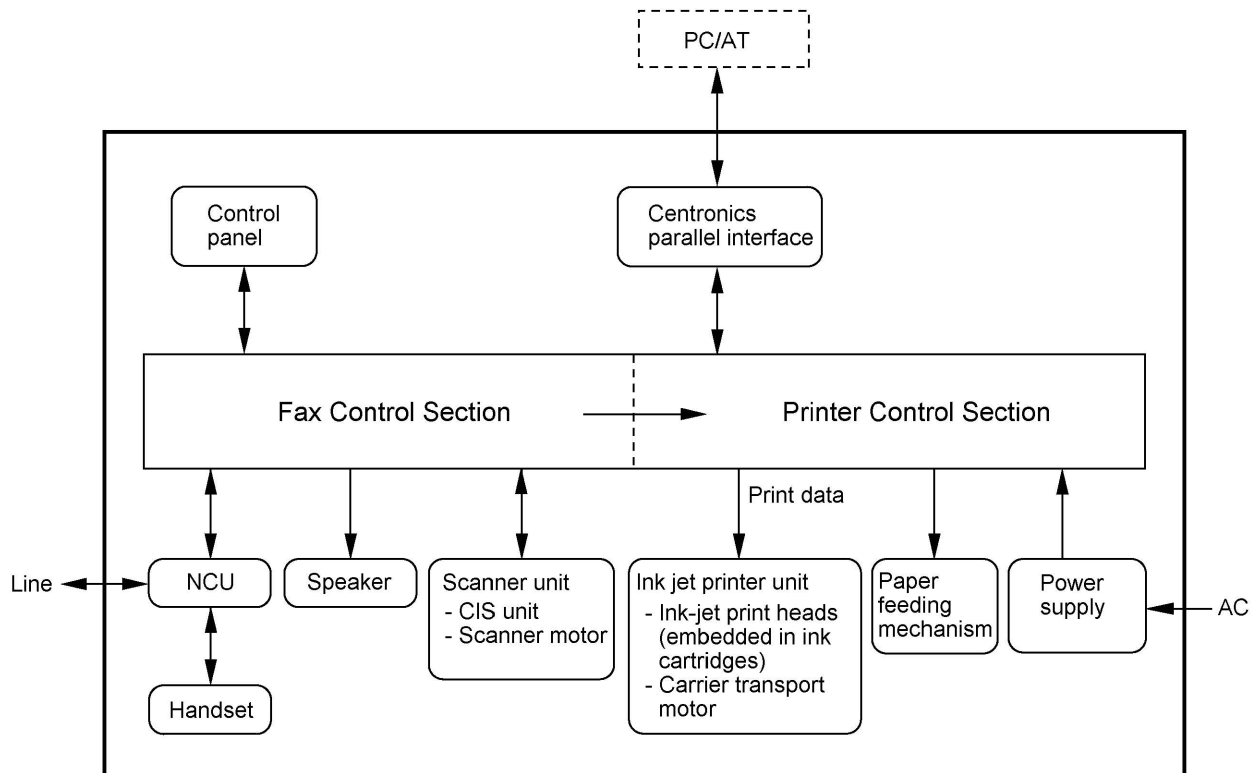 PC/AT
Control
panel
Centronics
parallel interface
Fax Control Section
Printer Control Section
Print data
Line
NCU
Speaker
Scanner unit
- CIS unit
- Scanner motor
Ink jet printer unit
- Ink-jet print heads
(embedded in ink
cartridges)
- Carrier transport
motor
Paper
feeding
mechanism
Power
supply
AC
Handset